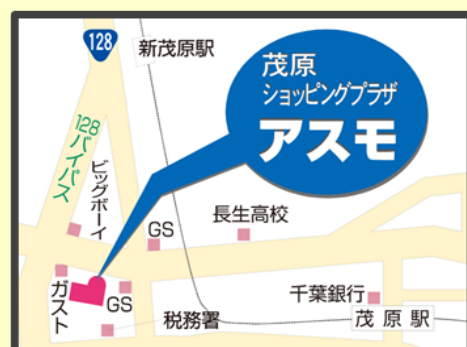 128
新茂原駅
茂原
ショッピングプラザ
アスモ
128バイパス
ビッグボーイ
長生高校
GS
ガスト
GS
税務署
千葉銀行
茂原駅